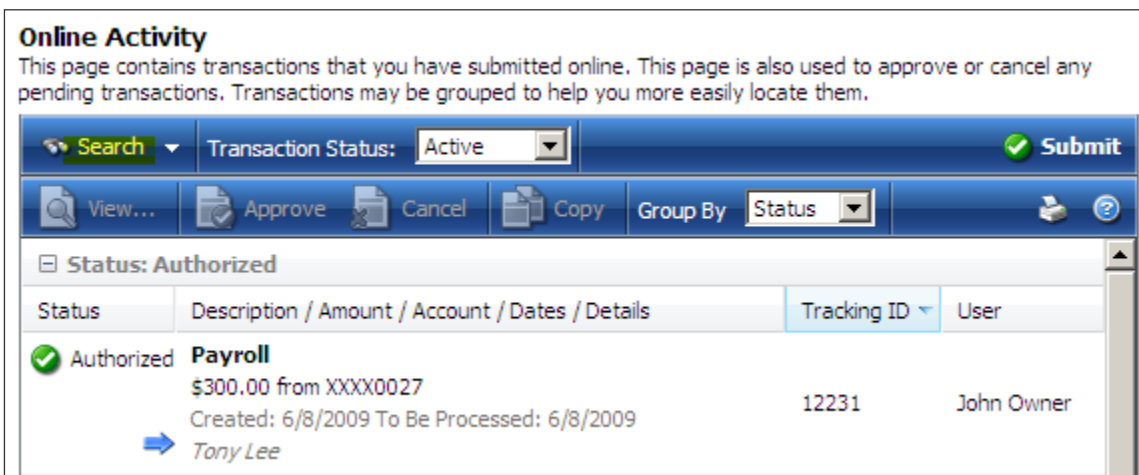 Online Activity
This page contains transactions that you have submitted online. This page is also used to approve or cancel any
pending transactions. Transactions may be grouped to help you more easily locate them.
Search Transaction Status: Active Submit
View... Approve Cancel Copy Group By Status
Status: Authorized
Status Description / Amount / Account / Dates / Details Tracking ID User
Authorized Payroll
$300.00 from XXXX0027
12231 John Owner
Created: 6/8/2009 To Be Processed: 6/8/2009
Tony Lee